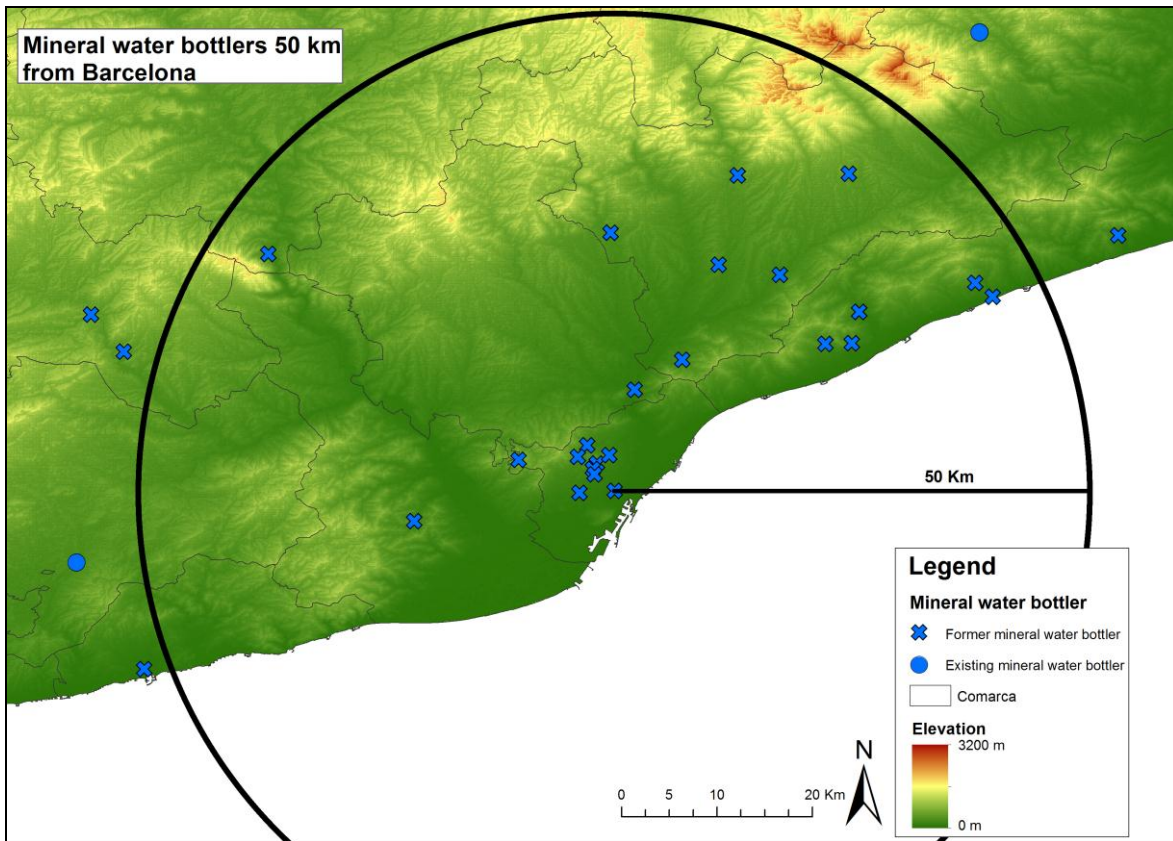 Mineral water bottlers 50 km
from Barcelona
50 Km
Legend
Mineral water bottler
Former mineral water bottler
Existing mineral water bottler
Comarca
Elevation
3200 m
0 m
N
0 5 10 20 Km